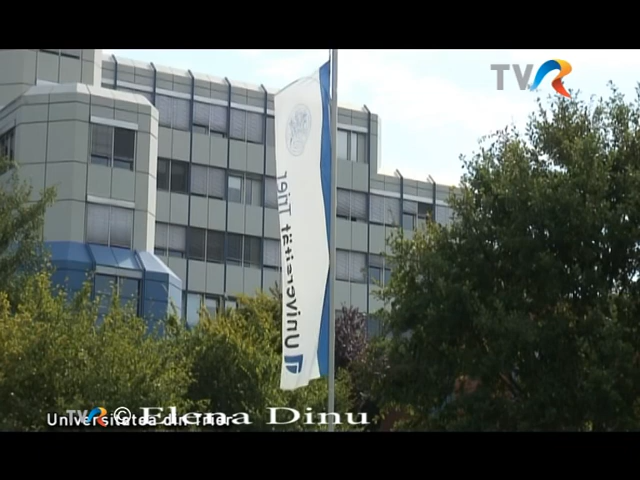 TVR
Universität Trier
Universitatea din Trier
TVR © Elena Dinu